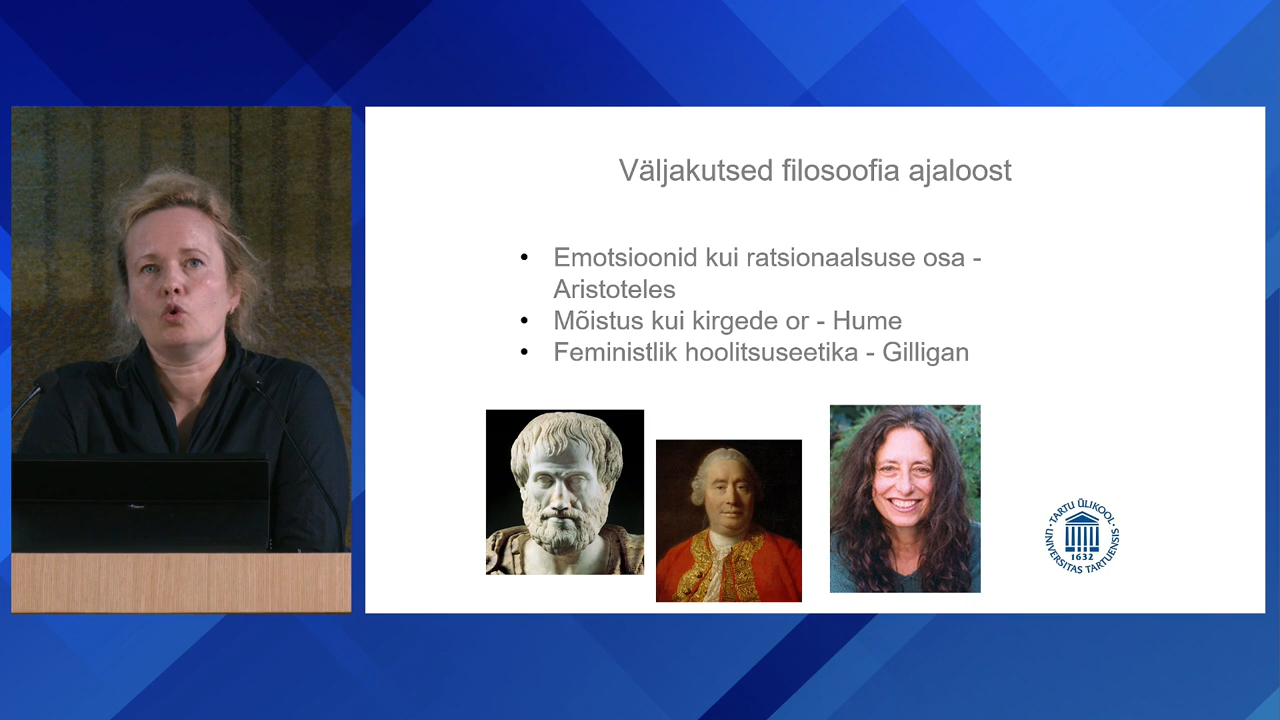 Väljakutsed filosoofia ajaloost
• Emotsioonid kui ratsionaalsuse osa -
Aristoteles
• Mõistus kui kirgede or - Hume
• Feministlik hoolitsuseetika - Gilligan
TARTU ÜLIKOOL
1632
UNIVERSITAS TARTUENSIS